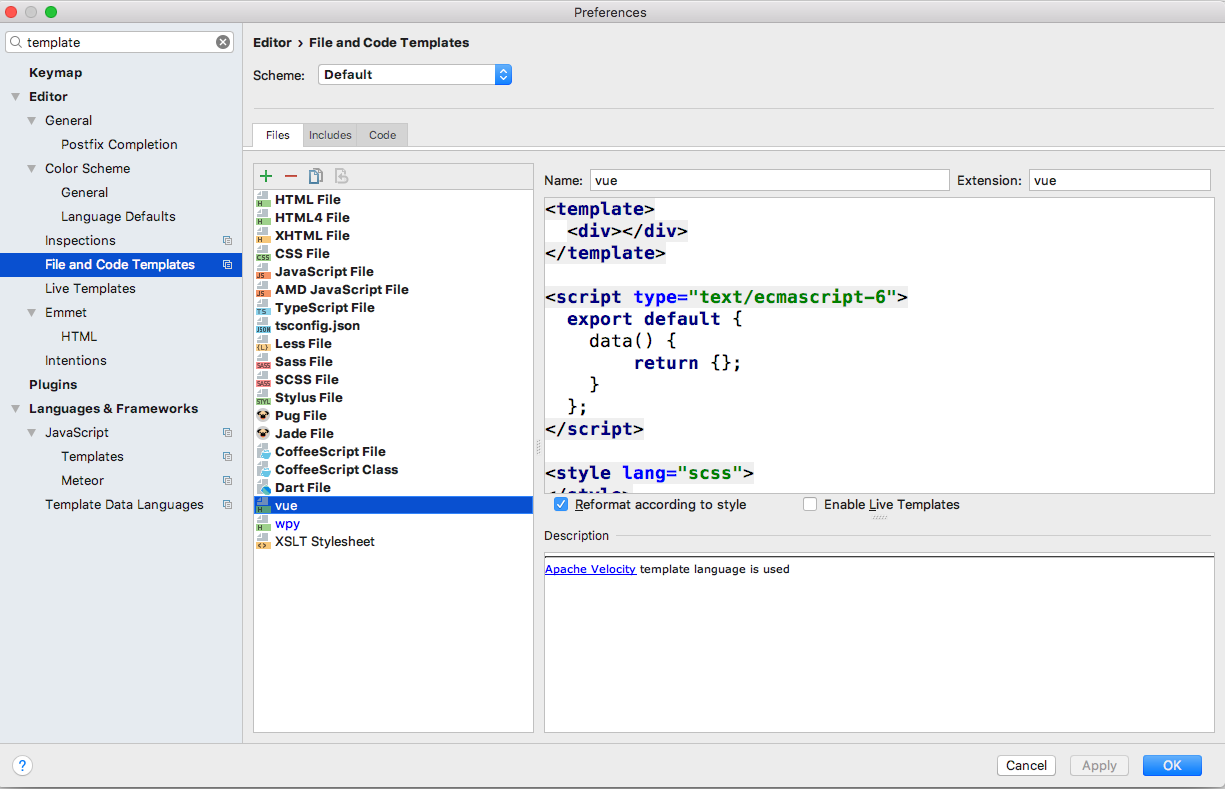 Preferences
template
Keymap
Editor
General
Postfix Completion
Color Scheme
General
Language Defaults
Inspections
File and Code Templates
Live Templates
Emmet
HTML
Intentions
Plugins
Languages & Frameworks
JavaScript
Templates
Meteor
Template Data Languages
Editor › File and Code Templates
Scheme: Default
Files Includes Code
HTML File
HTML4 File
XHTML File
CSS File
JavaScript File
AMD JavaScript File
TypeScript File
tsconfig.json
Less File
Sass File
SCSS File
Stylus File
Pug File
Jade File
CoffeeScript File
CoffeeScript Class
Dart File
vue
wpy
XSLT Stylesheet
Name: vue Extension: vue
<template>
  <div></div>
</template>
<script type="text/ecmascript-6">
  export default {
    data() {
        return {};
    }
  };
</script>
<style lang="scss">
</style>
Reformat according to style Enable Live Templates
Description
Apache Velocity template language is used
? Cancel Apply OK